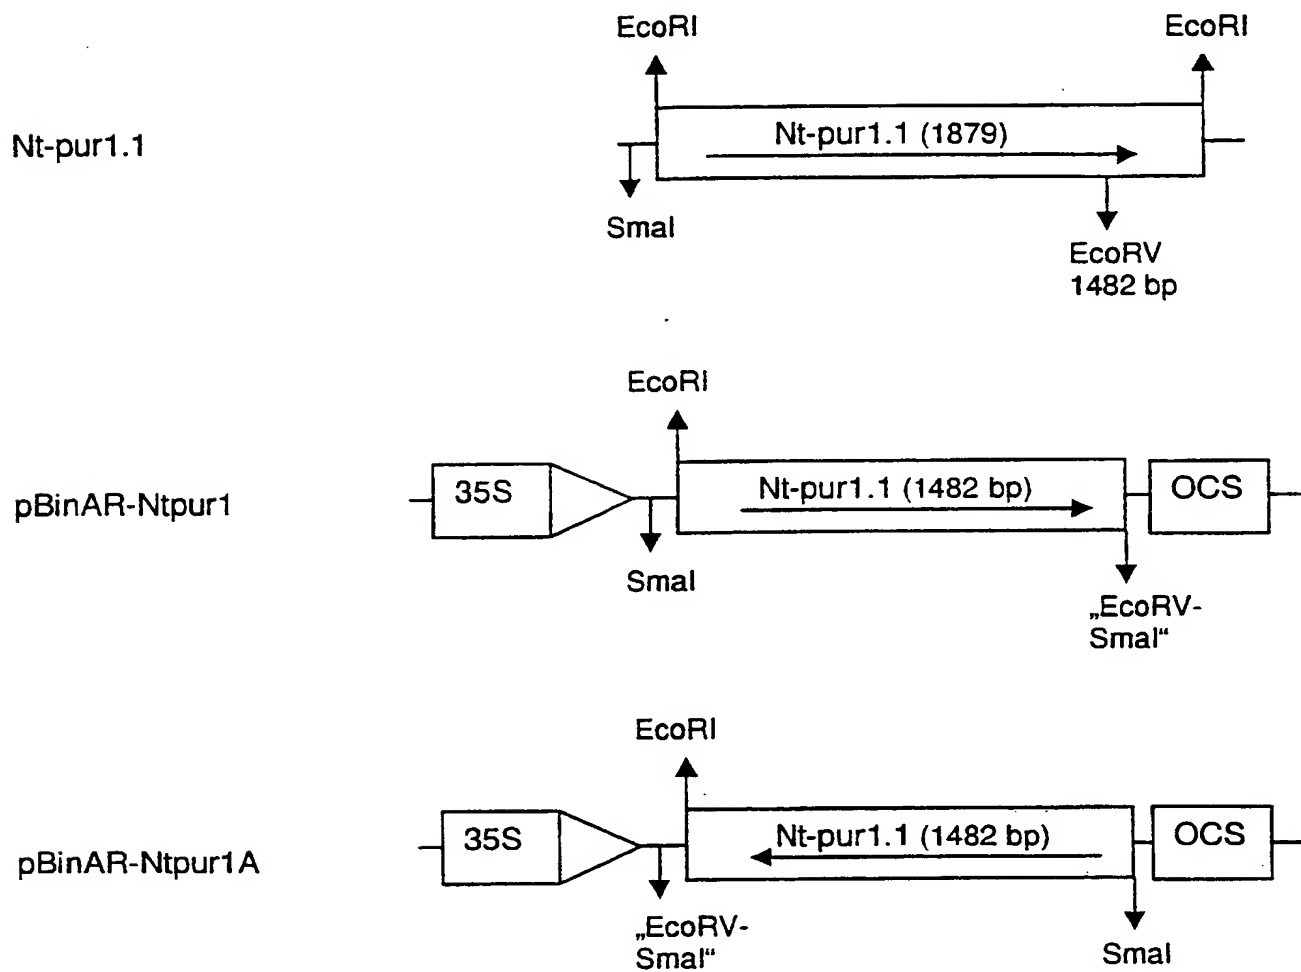 EcoRI EcoRI
Nt-pur1.1 Nt-pur1.1 (1879)
SmaI
EcoRV
1482 bp
EcoRI
pBinAR-Ntpur1 35S Nt-pur1.1 (1482 bp) OCS
SmaI
„EcoRV-
SmaI“
EcoRI
pBinAR-Ntpur1A 35S Nt-pur1.1 (1482 bp) OCS
„EcoRV-
SmaI“
SmaI